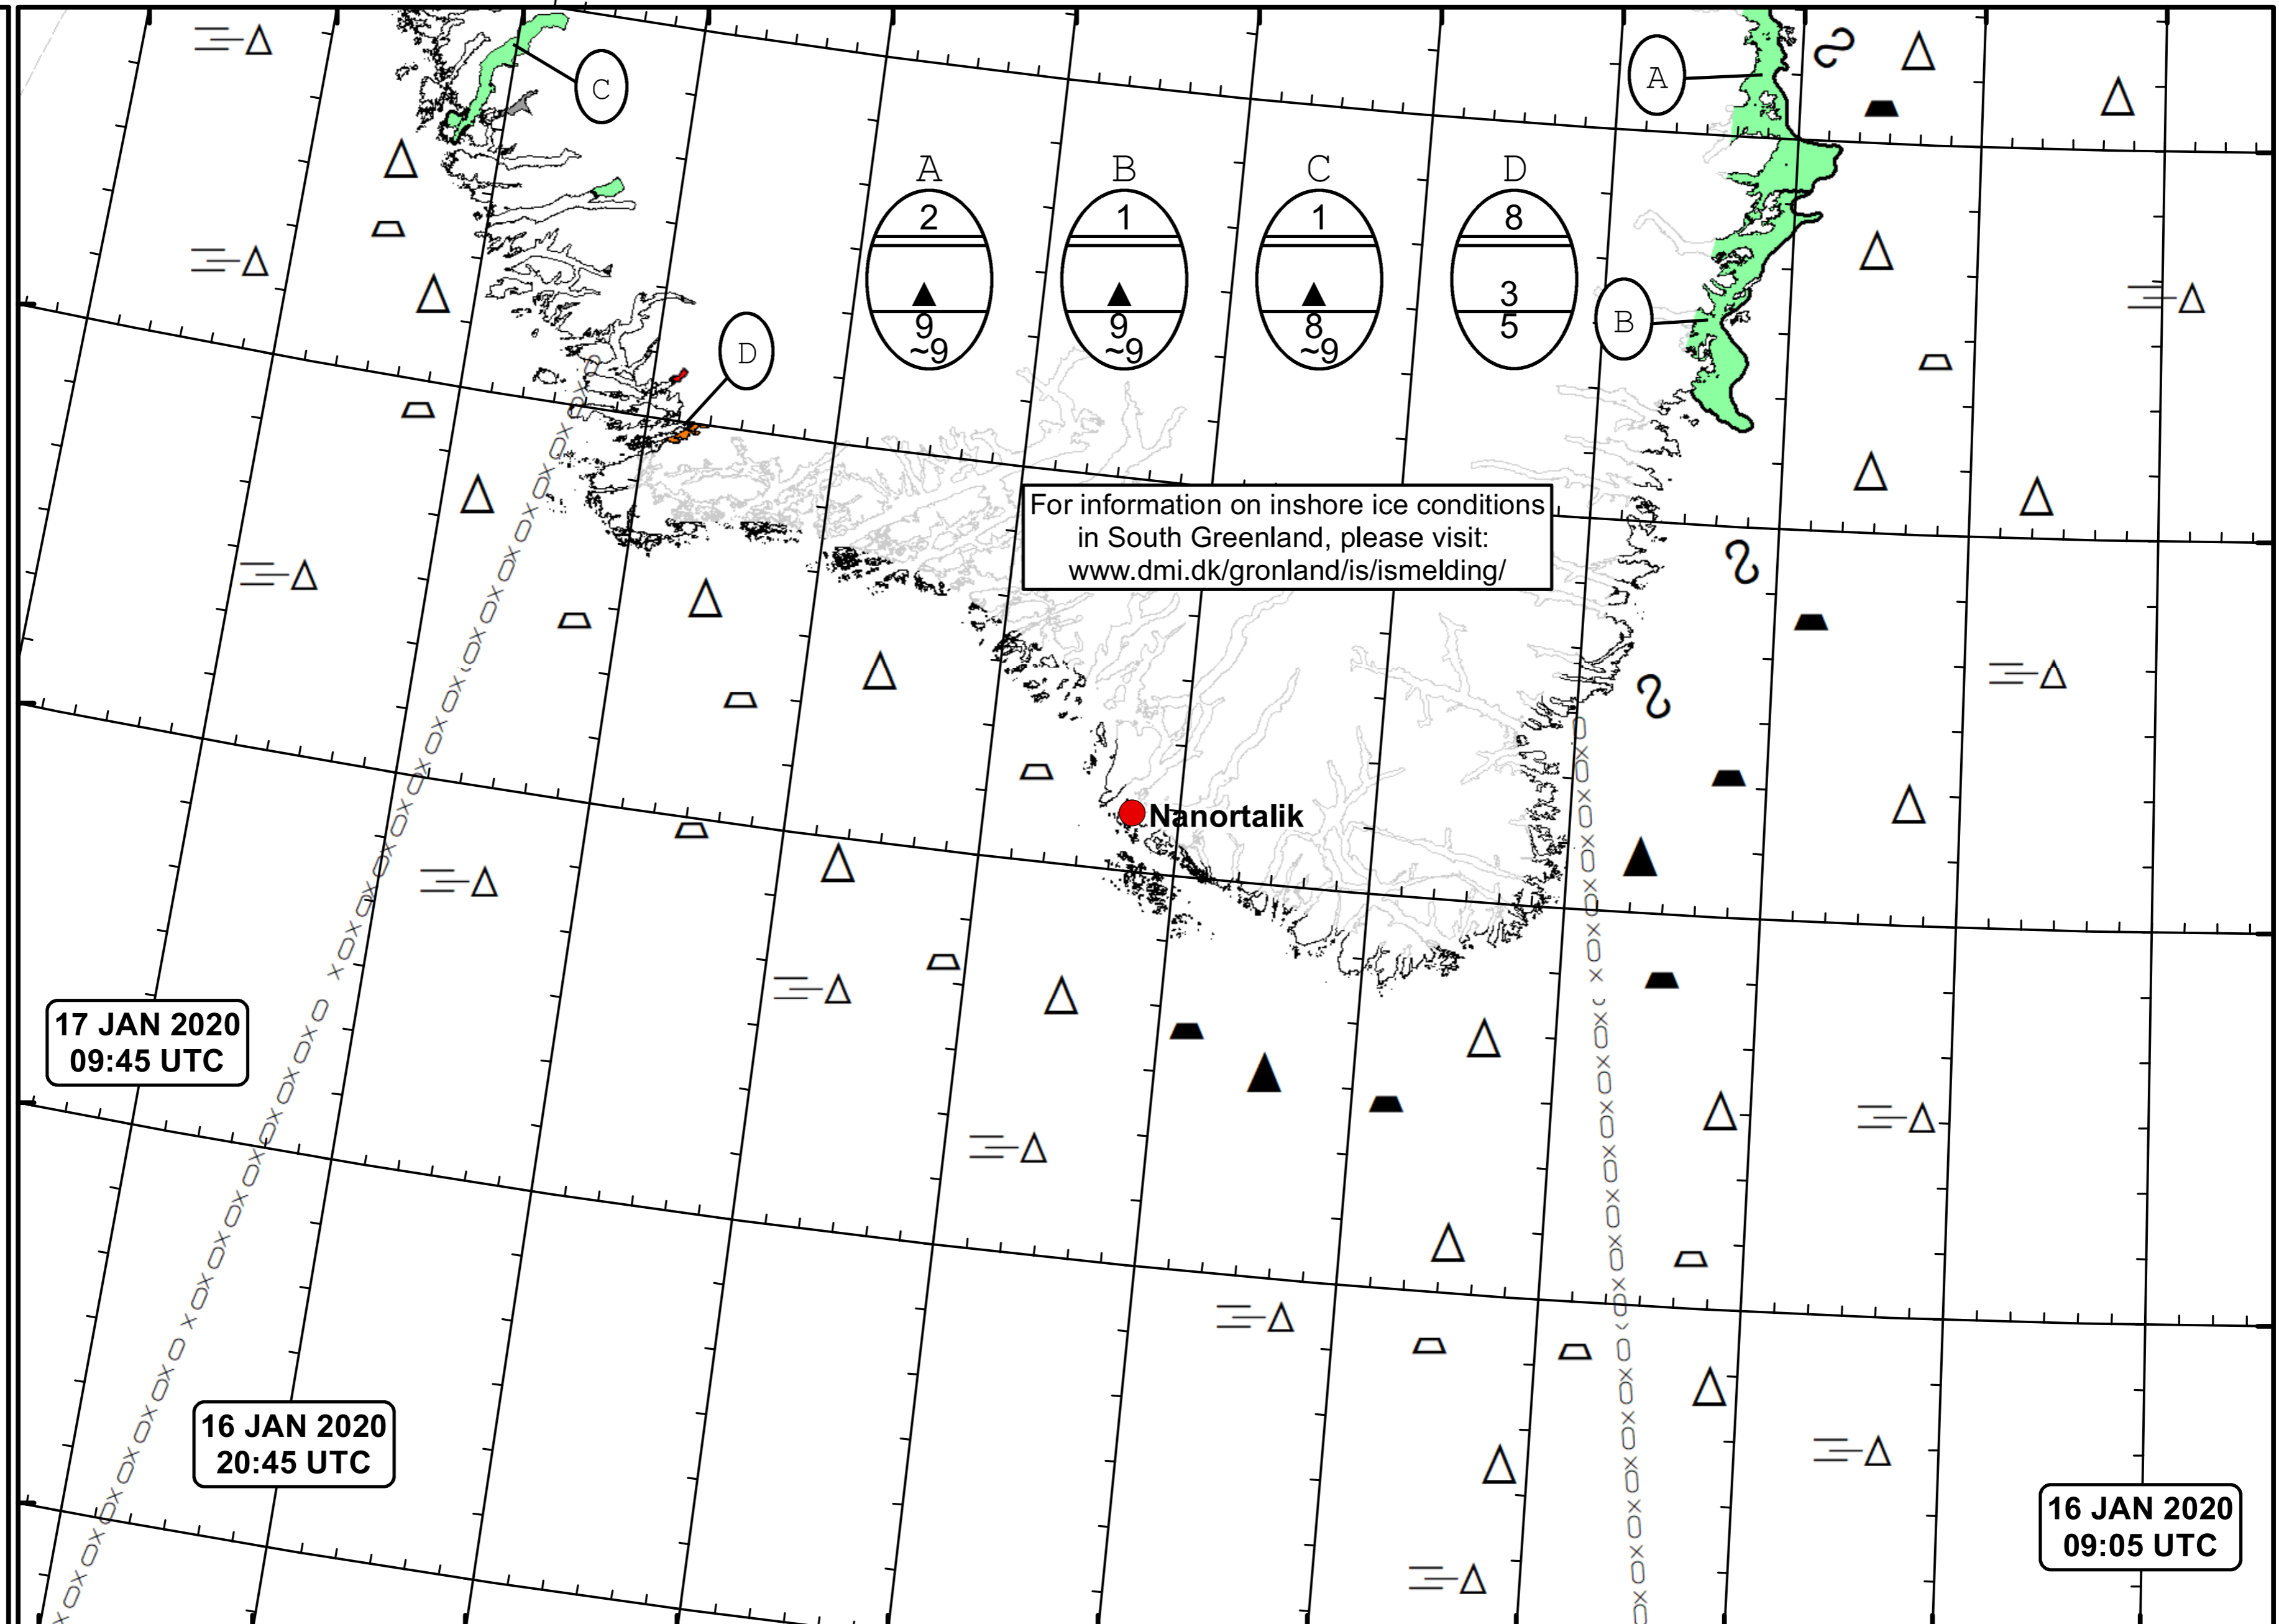 C
A
A
B
C
D
2
1
1
8
▲
▲
▲
3
9
9
8
5
~9
~9
~9
B
D
For information on inshore ice conditions
in South Greenland, please visit:
www.dmi.dk/gronland/is/ismelding/
Nanortalik
17 JAN 2020
09:45 UTC
16 JAN 2020
20:45 UTC
16 JAN 2020
09:05 UTC